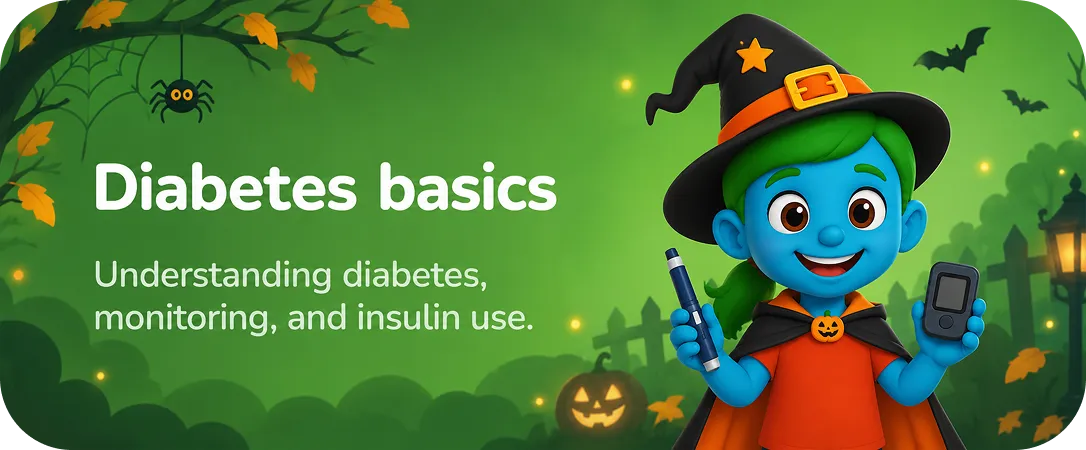 Diabetes basics
Understanding diabetes,
monitoring, and insulin use.